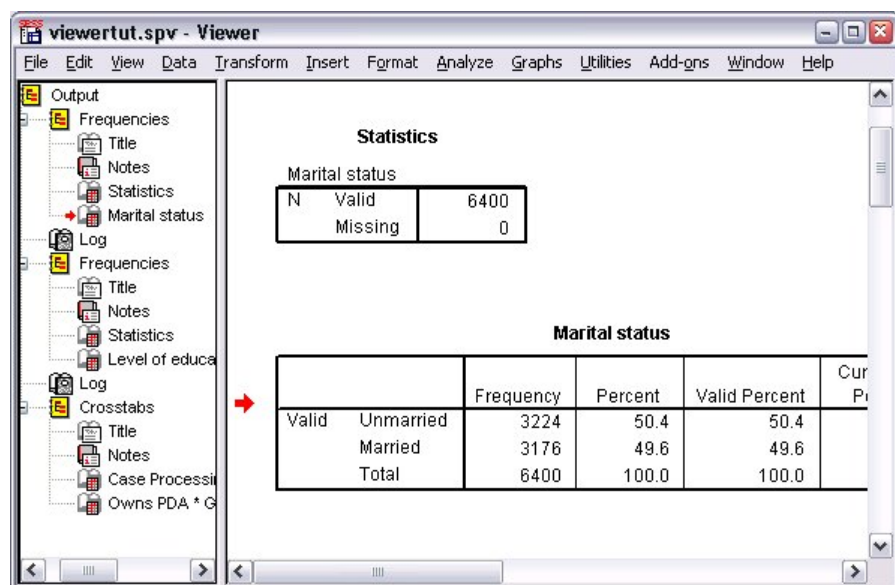 viewertut.spv - Viewer
File Edit View Data Transform Insert Format Analyze Graphs Utilities Add-ons Window Help
Output
Frequencies
Title
Notes
Statistics
Marital status
Log
Frequencies
Title
Notes
Statistics
Level of educa
Log
Crosstabs
Title
Notes
Case Processi
Owns PDA * G
Statistics
Marital status
N Valid 6400
Missing 0
Marital status
Cur
Frequency Percent Valid Percent P
Valid Unmarried 3224 50.4 50.4
Married 3176 49.6 49.6
Total 6400 100.0 100.0